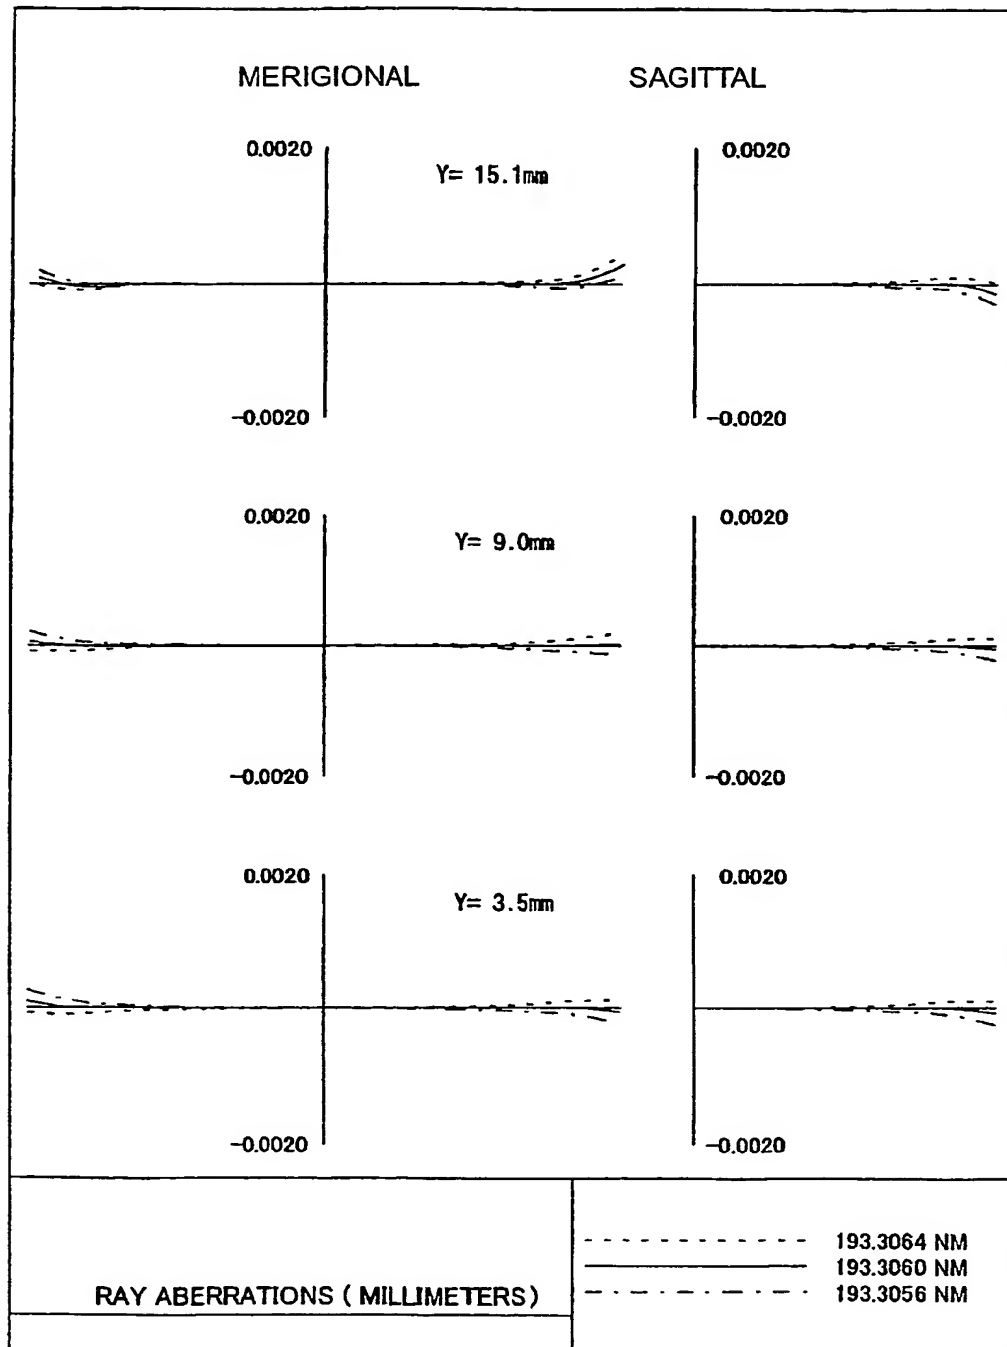 MERIGIONAL SAGITTAL
0.0020 0.0020
Y= 15.1mm
-0.0020 -0.0020
0.0020 0.0020
Y= 9.0mm
-0.0020 -0.0020
0.0020 0.0020
Y= 3.5mm
-0.0020 -0.0020
193.3064 NM
193.3060 NM
RAY ABERRATIONS ( MILLIMETERS) 193.3056 NM